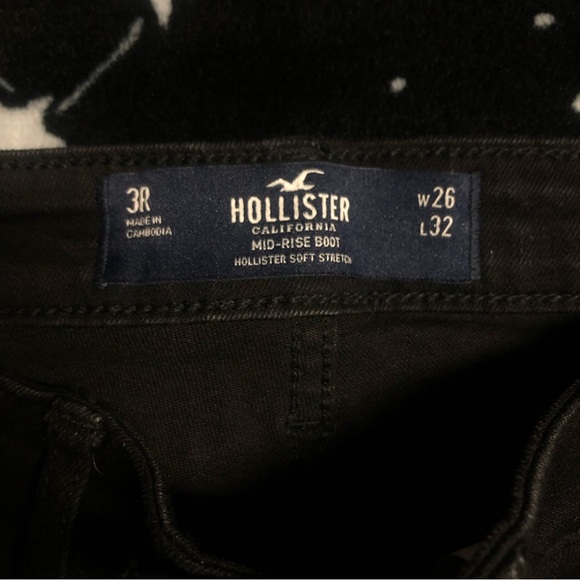 3R
MADE IN
CAMBODIA
HOLLISTER
CALIFORNIA
MID-RISE BOOT
HOLLISTER SOFT STRETCH
W26
L32